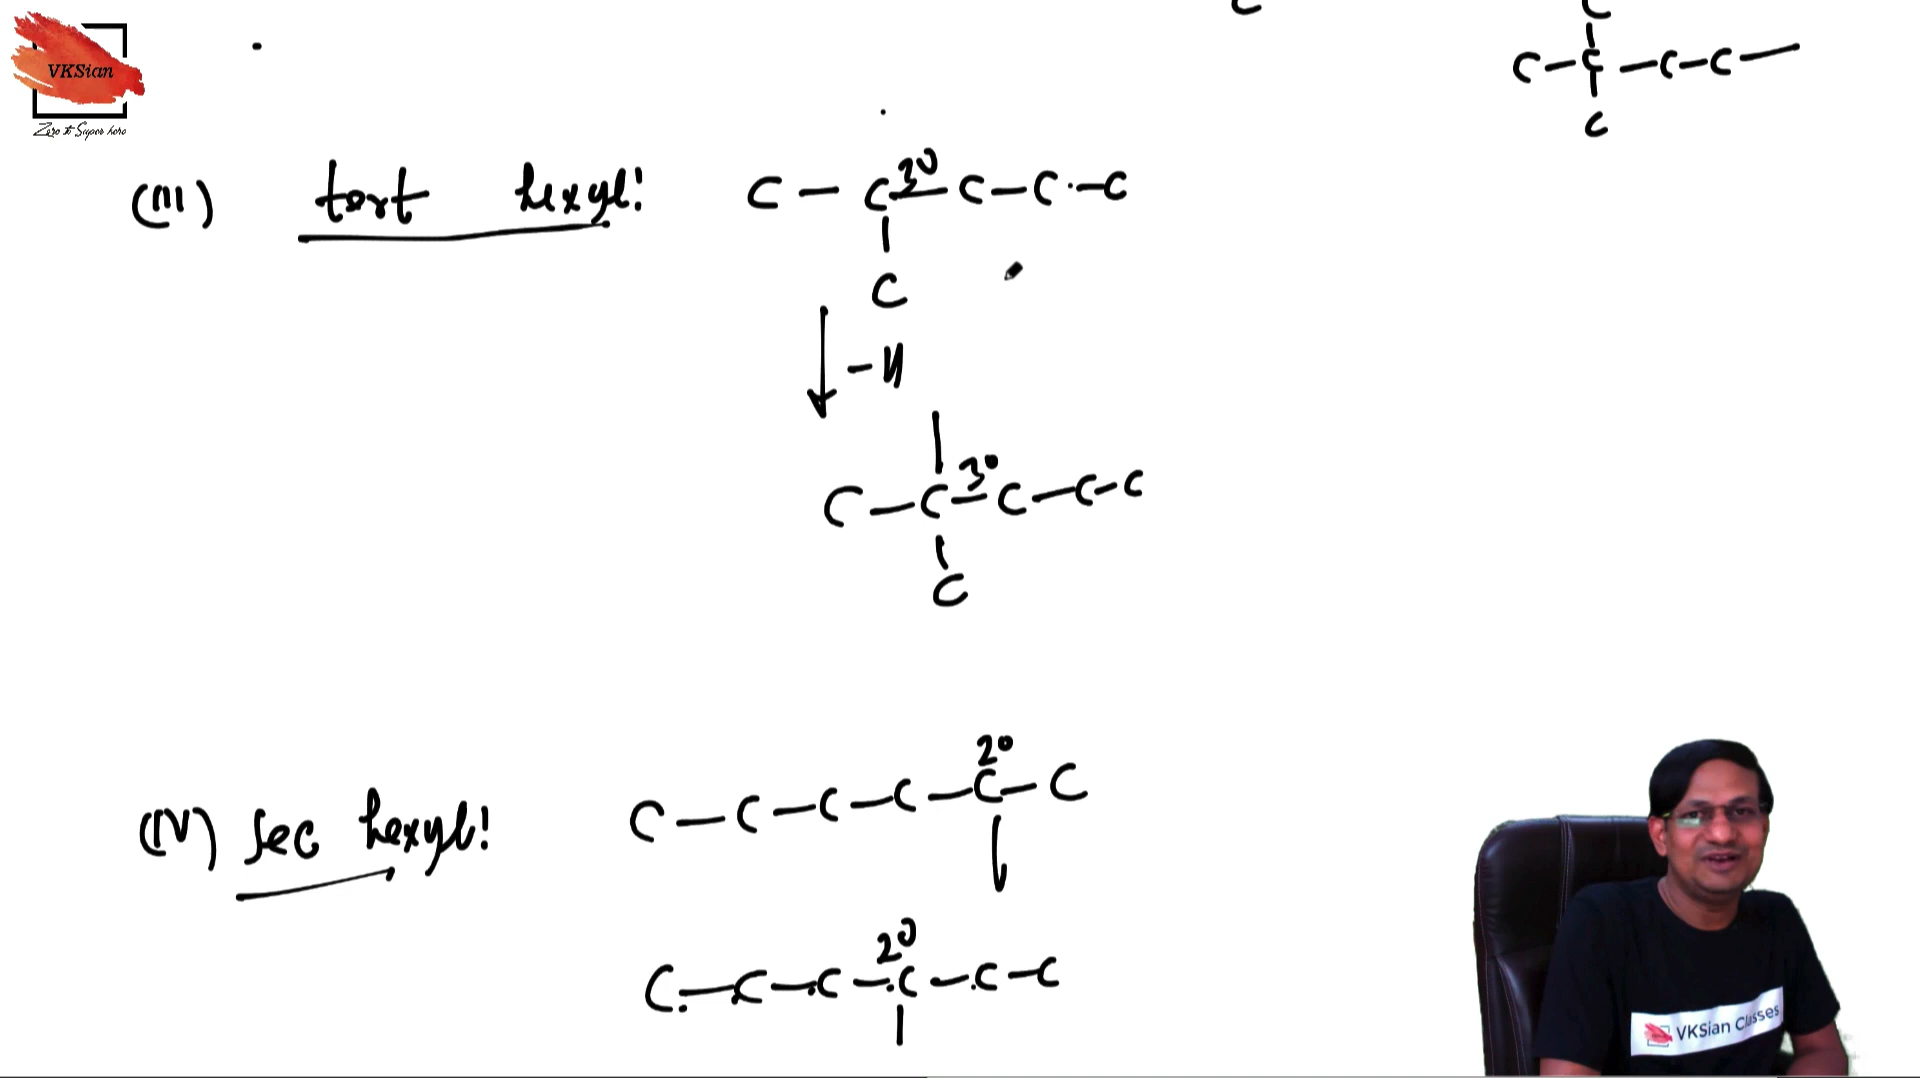 VKSian
Zero to Super hero
C
C
C-C-C-C-
C
(III) tert hexyl! C-C-C-C-C
3°
C
-H
3°
C-C-C-C-C
C
2°
(IV) sec hexyl! C-C-C-C-C-C
2°
C-C-C-C-C-C
VKSian Classes